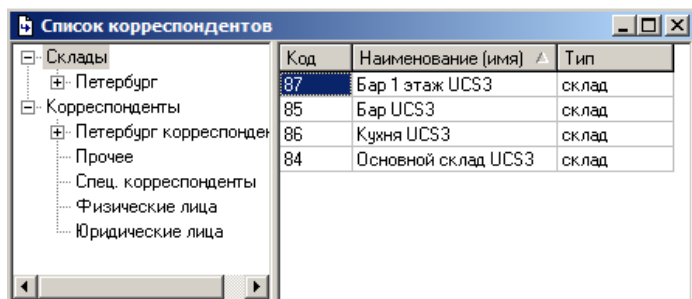 Список корреспондентов
Склады
Петербург
Корреспонденты
Петербург корреспонден
Прочее
Спец. корреспонденты
Физические лица
Юридические лица
Код Наименование (имя) Тип
87 Бар 1 этаж UCS3 склад
85 Бар UCS3 склад
86 Кухня UCS3 склад
84 Основной склад UCS3 склад